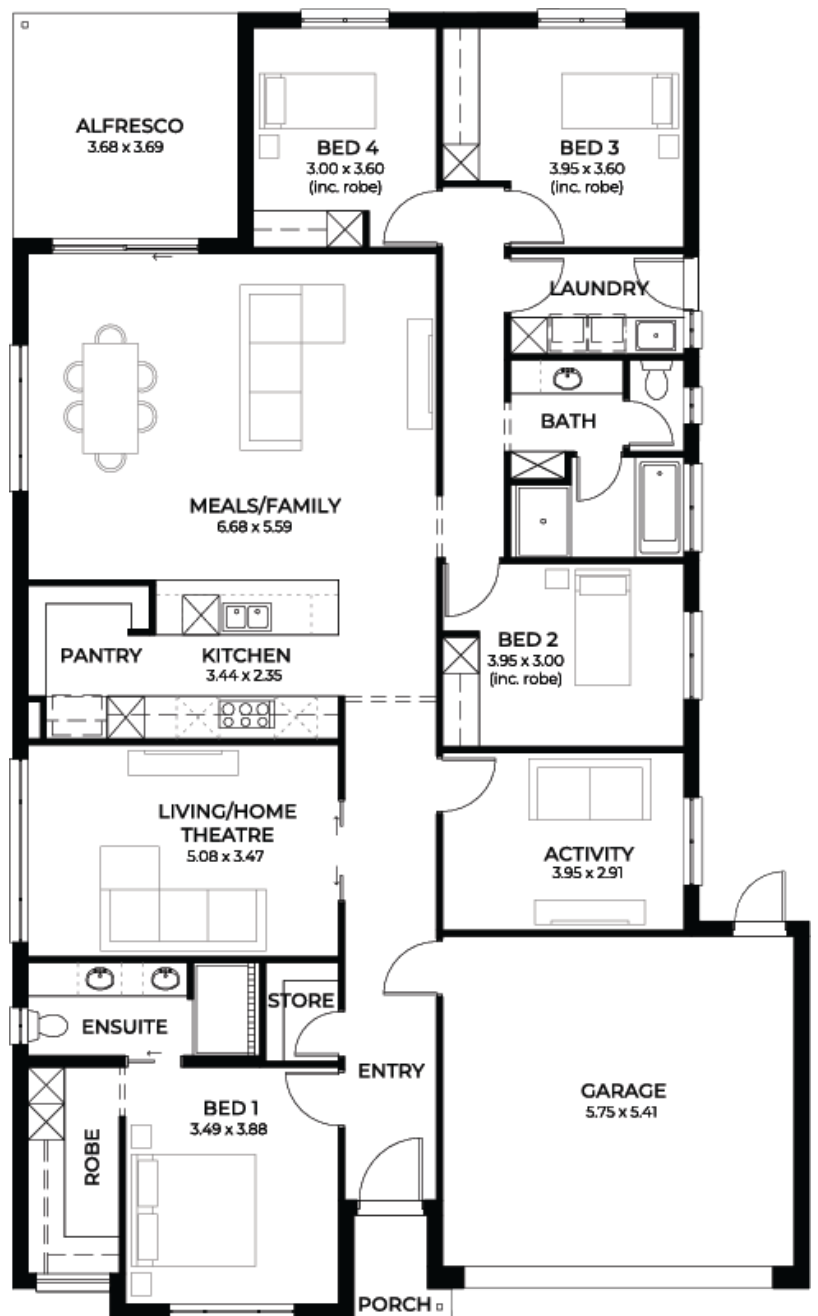 ALFRESCO
3.68 x 3.69
BED 4
3.00 x 3.60
(inc. robe)
BED 3
3.95 x 3.60
(inc. robe)
LAUNDRY
BATH
MEALS/FAMILY
6.68 x 5.59
PANTRY
KITCHEN
3.44 x 2.35
BED 2
3.95 x 3.00
(inc. robe)
LIVING/HOME
THEATRE
5.08 x 3.47
ACTIVITY
3.95 x 2.91
STORE
ENSUITE
ENTRY
GARAGE
5.75 x 5.41
BED 1
3.49 x 3.88
ROBE
PORCH